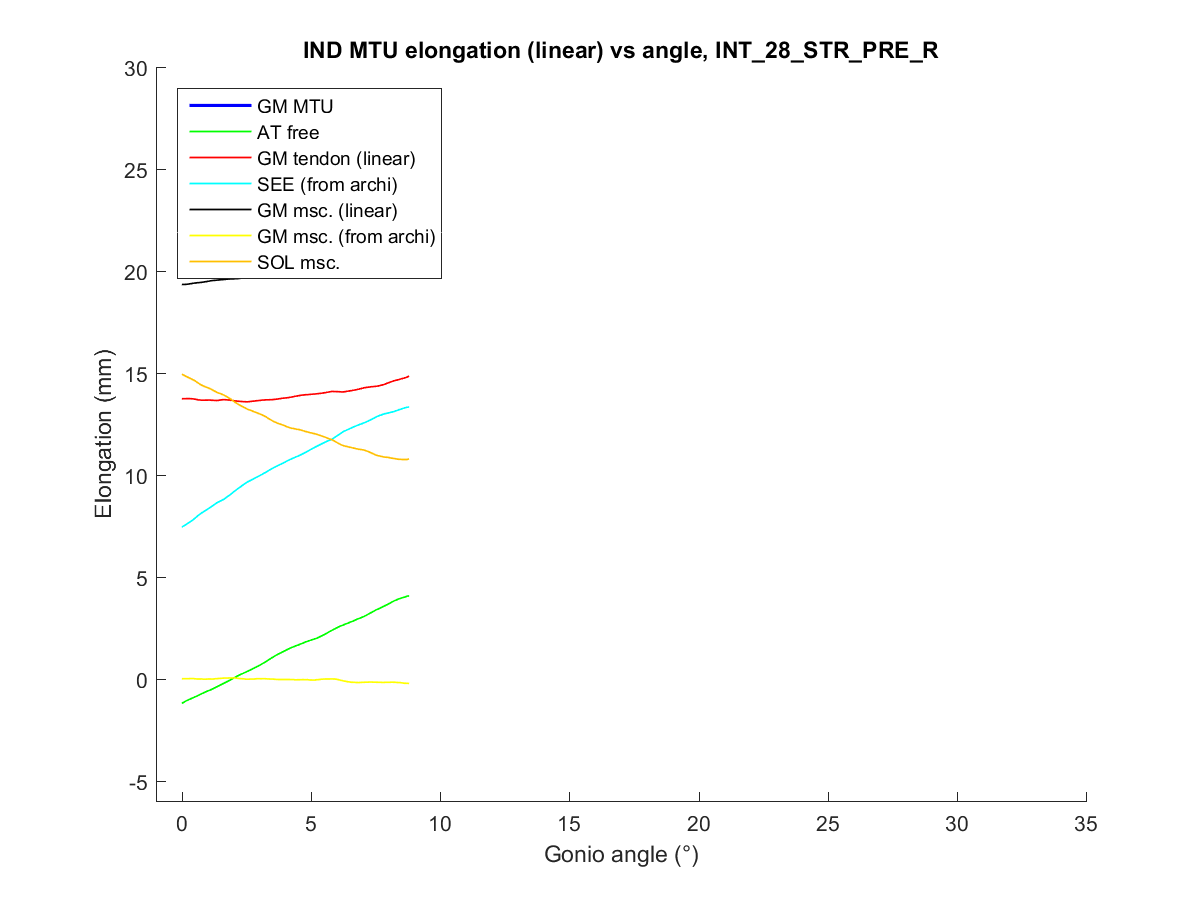 IND MTU elongation (linear) vs angle, INT_28_STR_PRE_R
30
25
20
15
10
5
0
-5
Elongation (mm)
GM MTU
AT free
GM tendon (linear)
SEE (from archi)
GM msc. (linear)
GM msc. (from archi)
SOL msc.
0 5 10 15 20 25 30 35
Gonio angle (°)